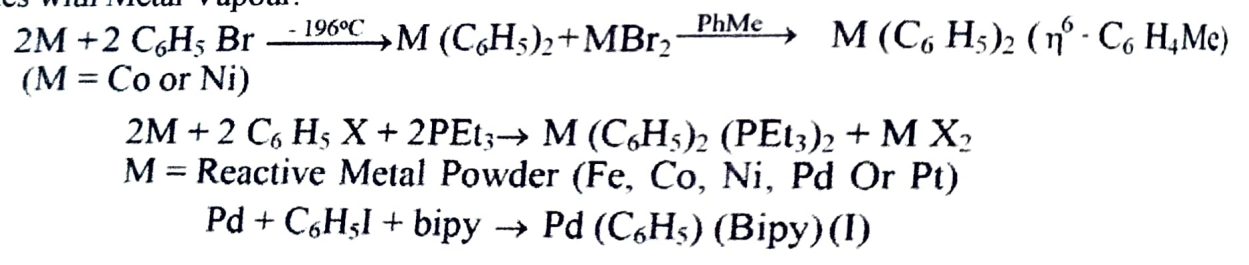 es with Metal Vapour.
2M + 2 C₆H₅ Br —- 196ºC→ M (C₆H₅)₂ + MBr₂ —PhMe→ M (C₆ H₅)₂ ( η⁶ - C₆ H₄Me)
(M = Co or Ni)
2M + 2 C₆ H₅ X + 2PEt₃→ M (C₆H₅)₂ (PEt₃)₂ + M X₂
M = Reactive Metal Powder (Fe, Co, Ni, Pd Or Pt)
Pd + C₆H₅I + bipy → Pd (C₆H₅) (Bipy) (I)